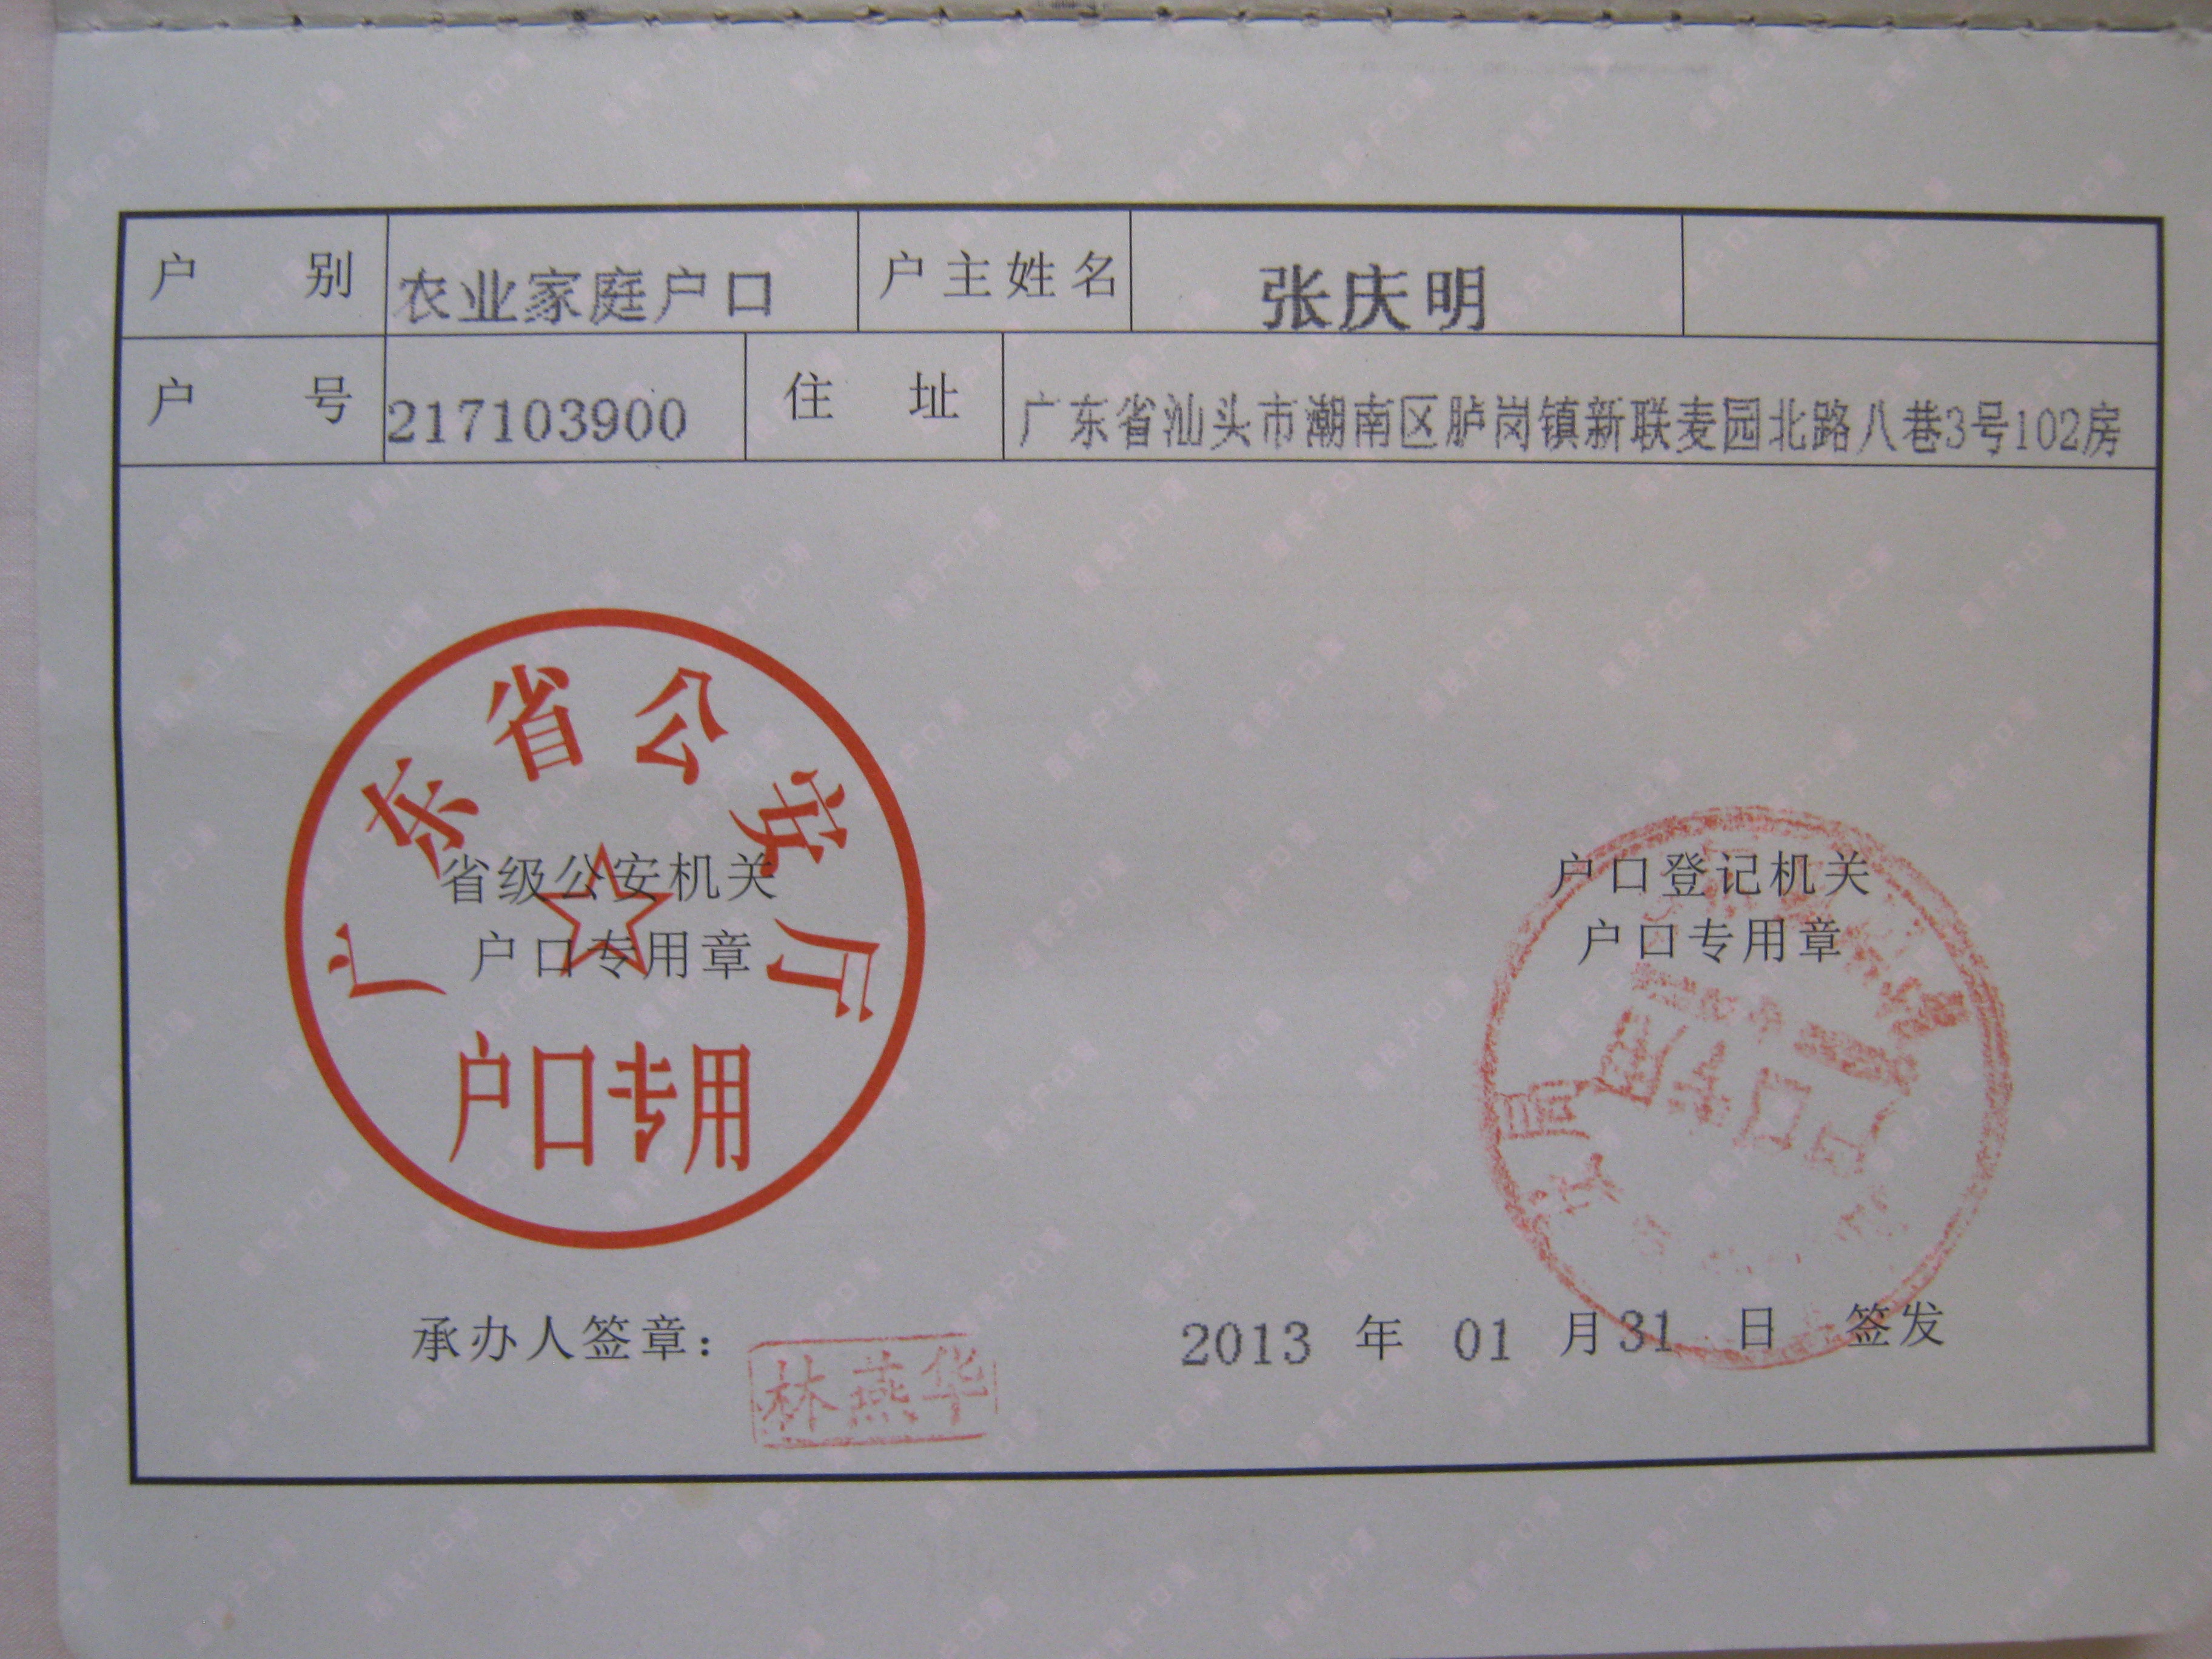 户别 农业家庭户口 户主姓名 张庆明
户号 217103900 住址 广东省汕头市潮南区胪岗镇新联麦园北路八巷3号102房
广东省公安厅
省级公安机关
户口专用章
户口专用
户口登记机关
户口专用章
承办人签章： 林燕华 2013 年 01 月 31 日 签发